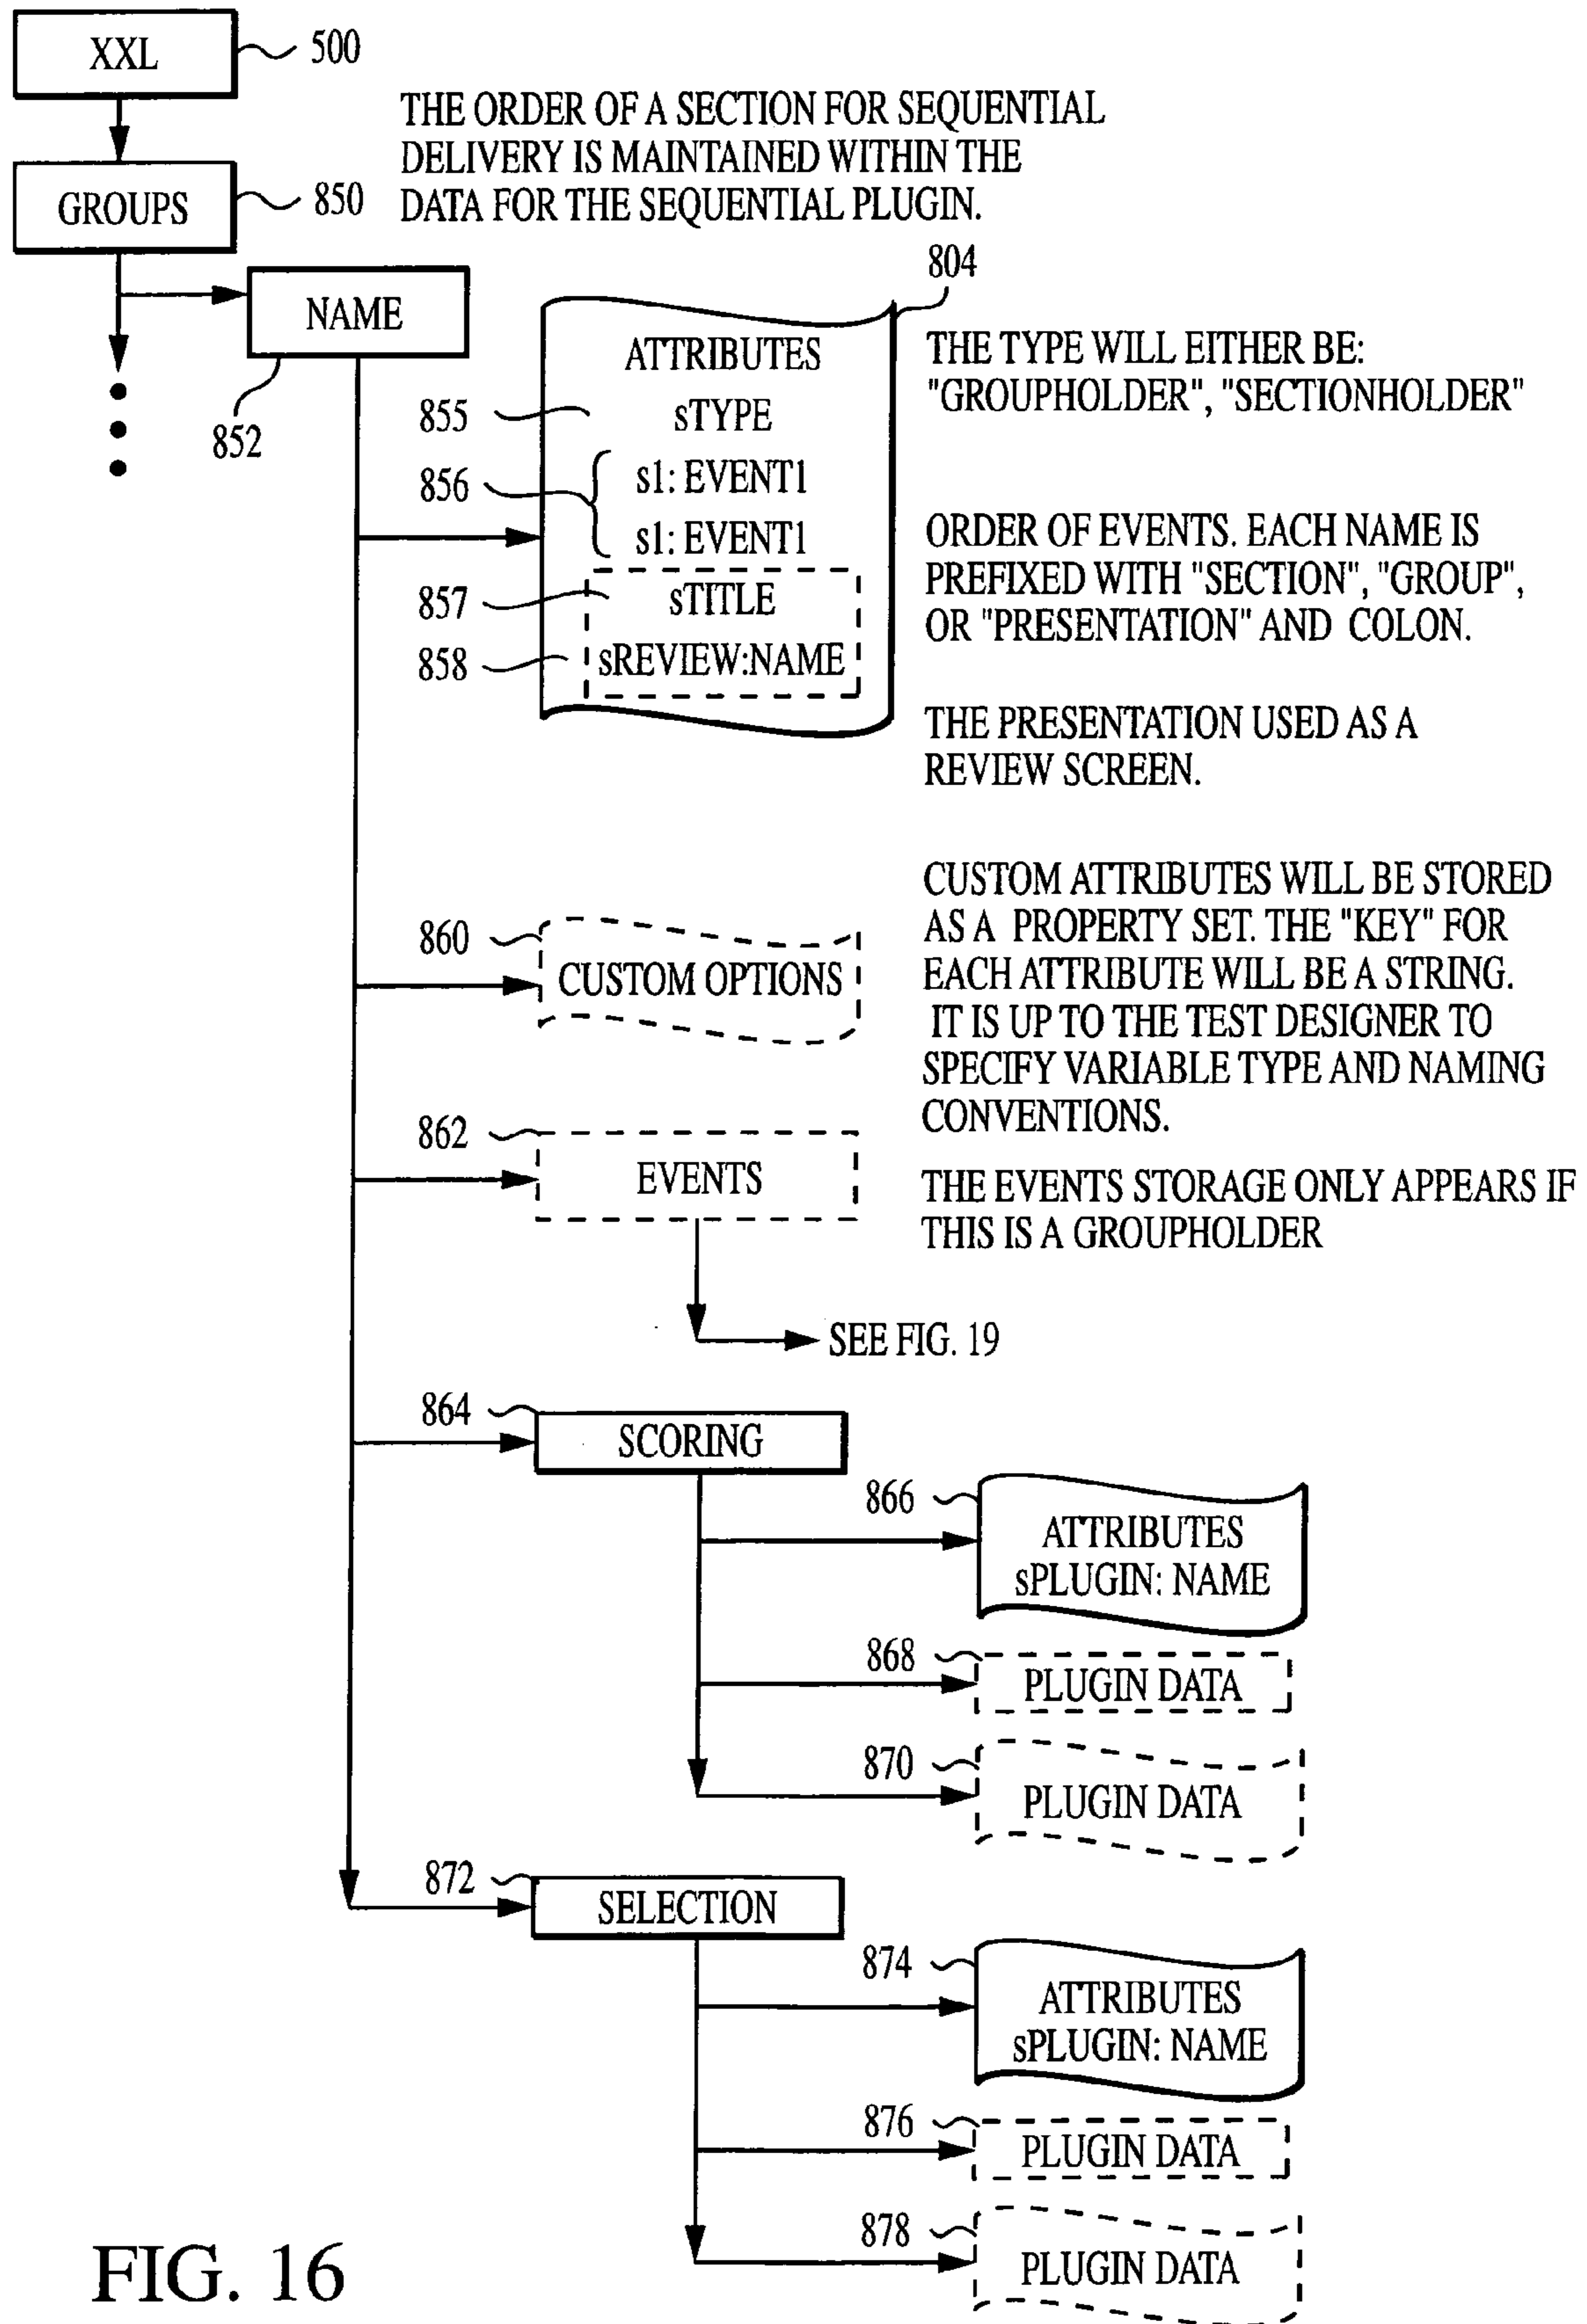 XXL
500
THE ORDER OF A SECTION FOR SEQUENTIAL
DELIVERY IS MAINTAINED WITHIN THE
DATA FOR THE SEQUENTIAL PLUGIN.
GROUPS
850
NAME
852
804
ATTRIBUTES
855
sTYPE
856
s1: EVENT1
s1: EVENT1
857
sTITLE
858
sREVIEW:NAME
THE TYPE WILL EITHER BE:
"GROUPHOLDER", "SECTIONHOLDER"
ORDER OF EVENTS. EACH NAME IS
PREFIXED WITH "SECTION", "GROUP",
OR "PRESENTATION" AND COLON.
THE PRESENTATION USED AS A
REVIEW SCREEN.
860
CUSTOM OPTIONS
CUSTOM ATTRIBUTES WILL BE STORED
AS A PROPERTY SET. THE "KEY" FOR
EACH ATTRIBUTE WILL BE A STRING.
IT IS UP TO THE TEST DESIGNER TO
SPECIFY VARIABLE TYPE AND NAMING
CONVENTIONS.
862
EVENTS
THE EVENTS STORAGE ONLY APPEARS IF
THIS IS A GROUPHOLDER
SEE FIG. 19
864
SCORING
866
ATTRIBUTES
sPLUGIN: NAME
868
PLUGIN DATA
870
PLUGIN DATA
872
SELECTION
874
ATTRIBUTES
sPLUGIN: NAME
876
PLUGIN DATA
878
PLUGIN DATA
FIG. 16